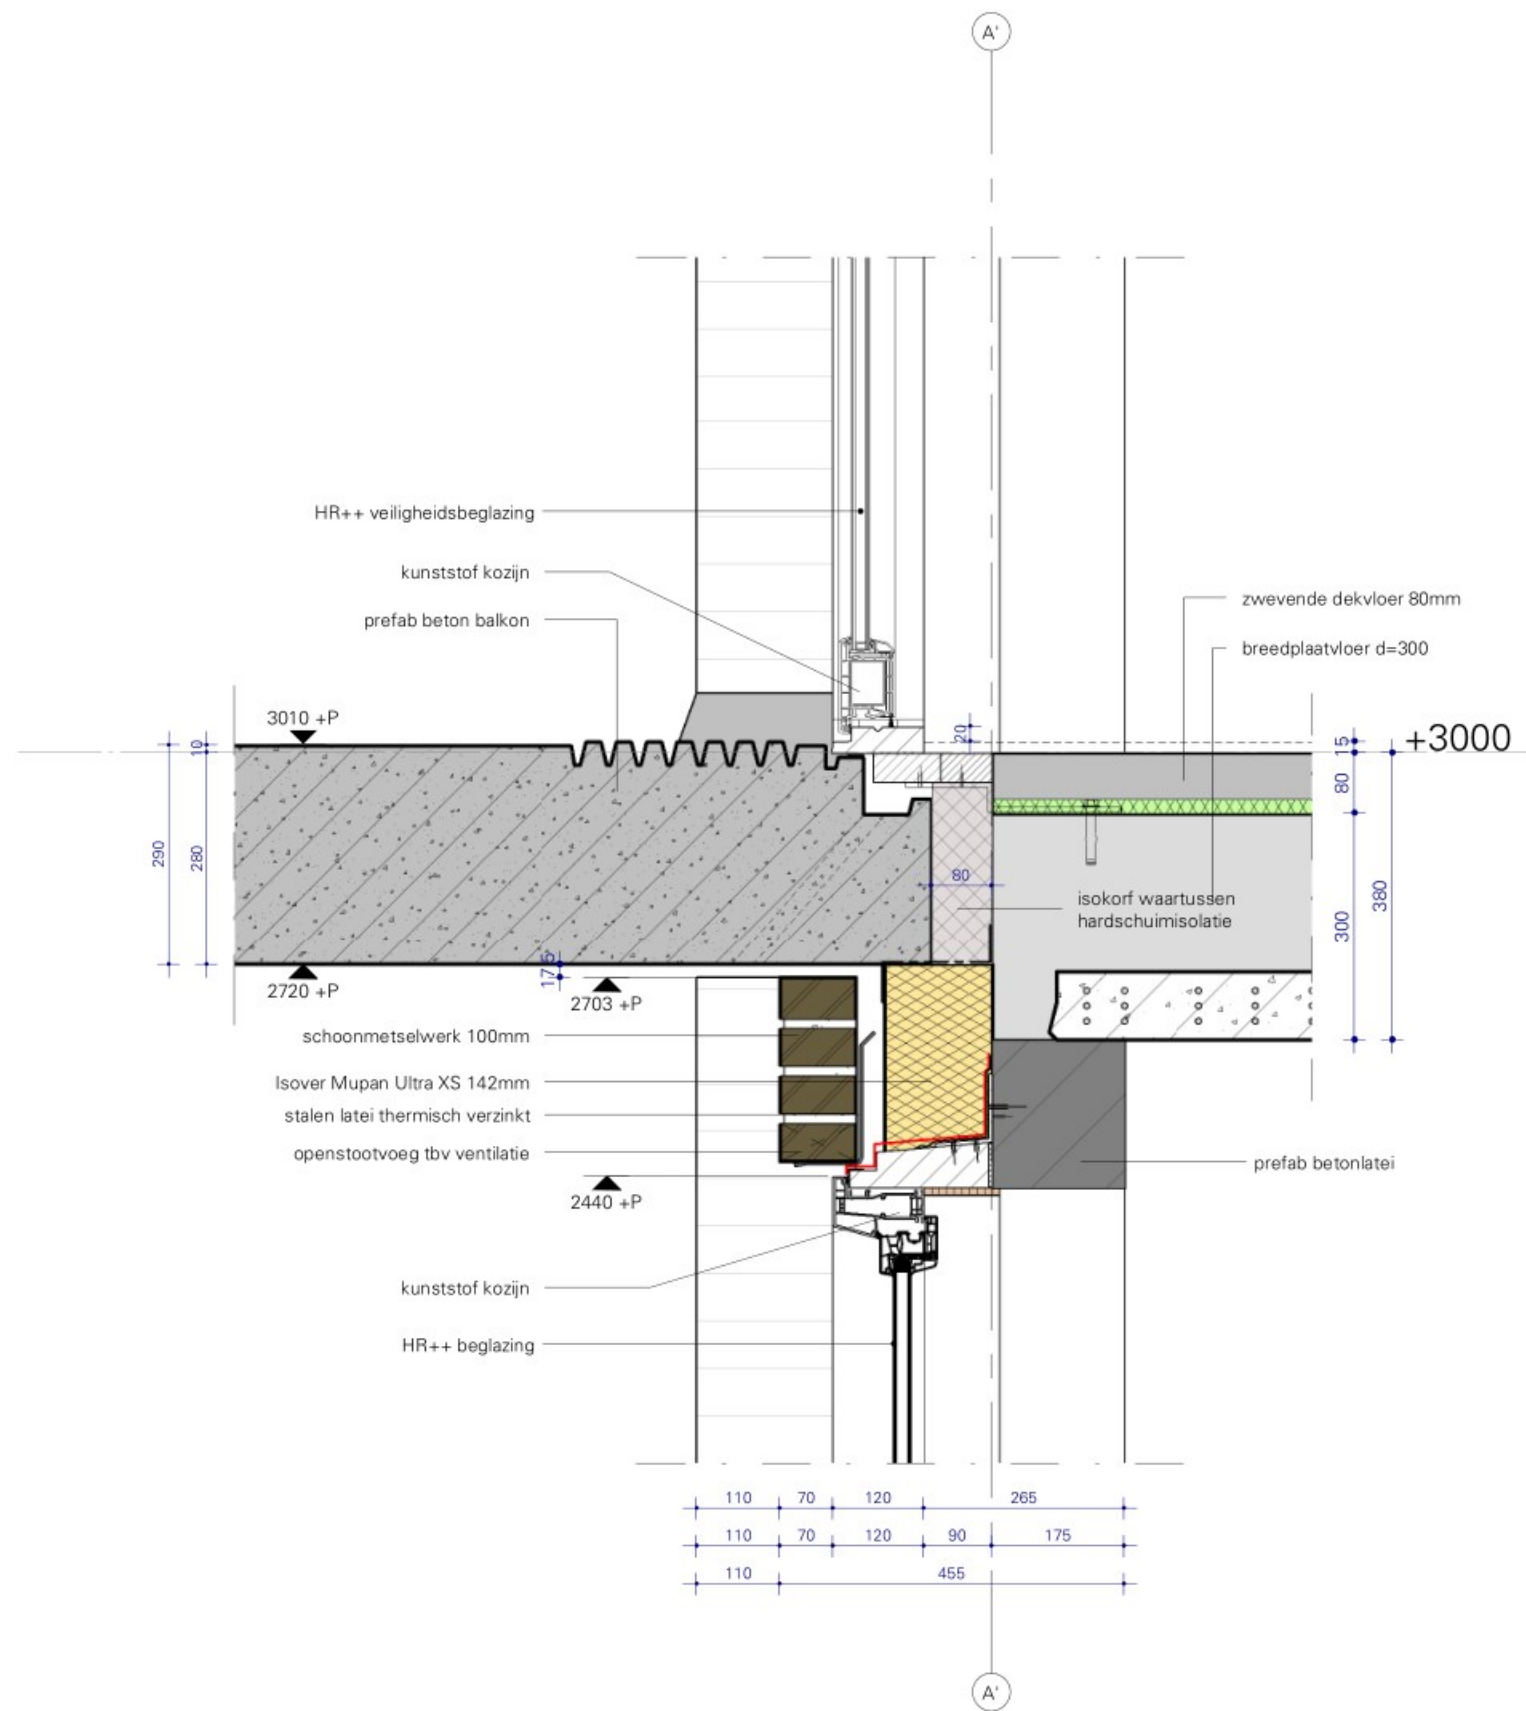 A'
HR++ veiligheidsbeglazing
kunststof kozijn
prefab beton balkon
zwevende dekvloer 80mm
breedplaatvloer d=300
3010 +P
10
20
15
+3000
80
290
280
80
isokorf waartussen
hardschuimisolatie
300
380
17,5
2720 +P
2703 +P
schoonmetselwerk 100mm
Isover Mupan Ultra XS 142mm
stalen latei thermisch verzinkt
openstootvoeg tbv ventilatie
prefab betonlatei
2440 +P
kunststof kozijn
HR++ beglazing
110 70 120 265
110 70 120 90 175
110 455
A'